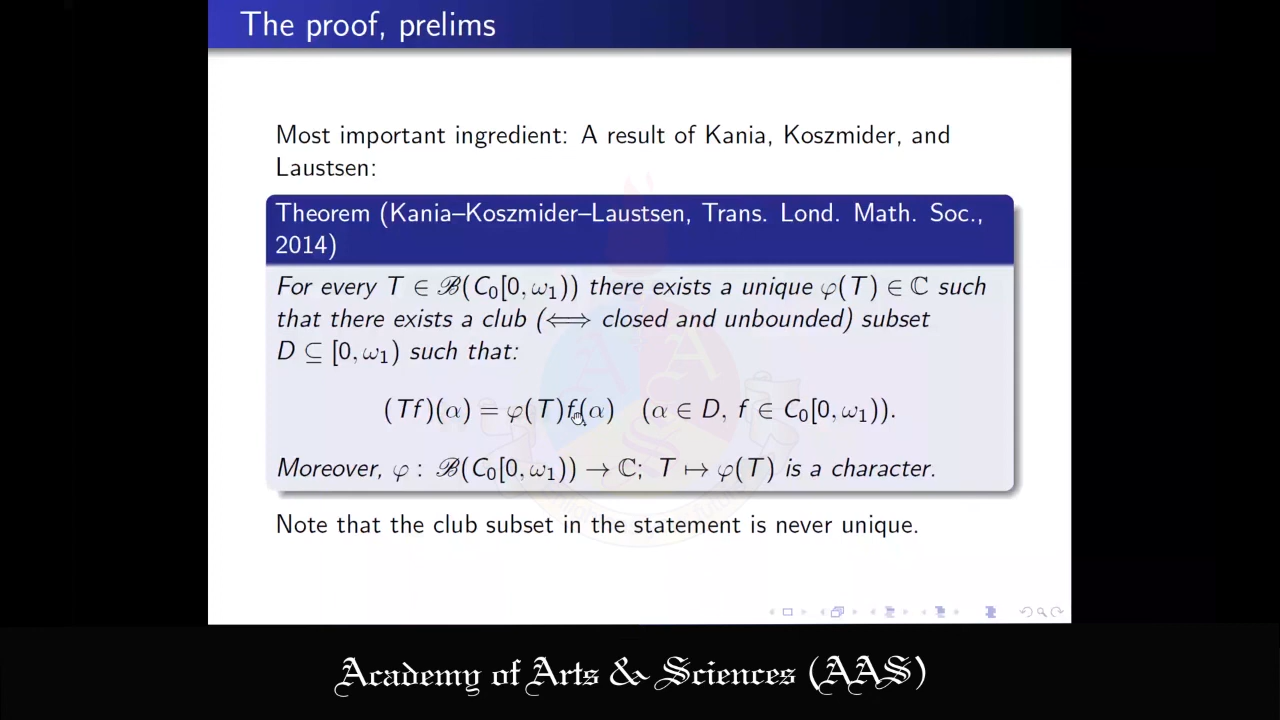 The proof, prelims
Most important ingredient: A result of Kania, Koszmider, and
Laustsen:
Theorem (Kania–Koszmider–Laustsen, Trans. Lond. Math. Soc.,
2014)
For every T ∈ ℬ(C₀[0, ω₁)) there exists a unique φ(T) ∈ ℂ such
that there exists a club (⟺ closed and unbounded) subset
D ⊆ [0, ω₁) such that:
(Tf)(α) = φ(T)f(α) (α ∈ D, f ∈ C₀[0, ω₁)).
Moreover, φ : ℬ(C₀[0, ω₁)) → ℂ; T ↦ φ(T) is a character.
Note that the club subset in the statement is never unique.
Academy of Arts & Sciences (AAS)